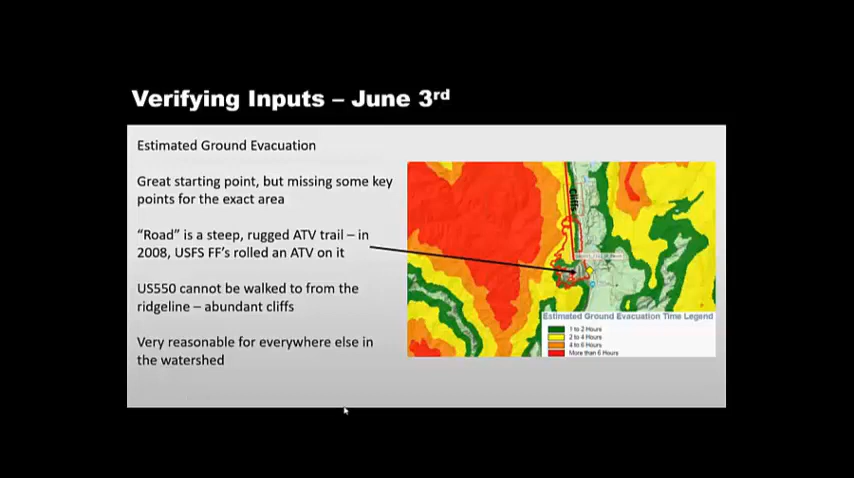 Verifying Inputs – June 3rd
Estimated Ground Evacuation
Great starting point, but missing some key
points for the exact area
“Road” is a steep, rugged ATV trail – in
2008, USFS FF’s rolled an ATV on it
US550 cannot be walked to from the
ridgeline – abundant cliffs
Very reasonable for everywhere else in
the watershed
Cliffs
Estimated Ground Evacuation Time Legend
1 to 2 Hours
2 to 4 Hours
4 to 6 Hours
More than 6 Hours